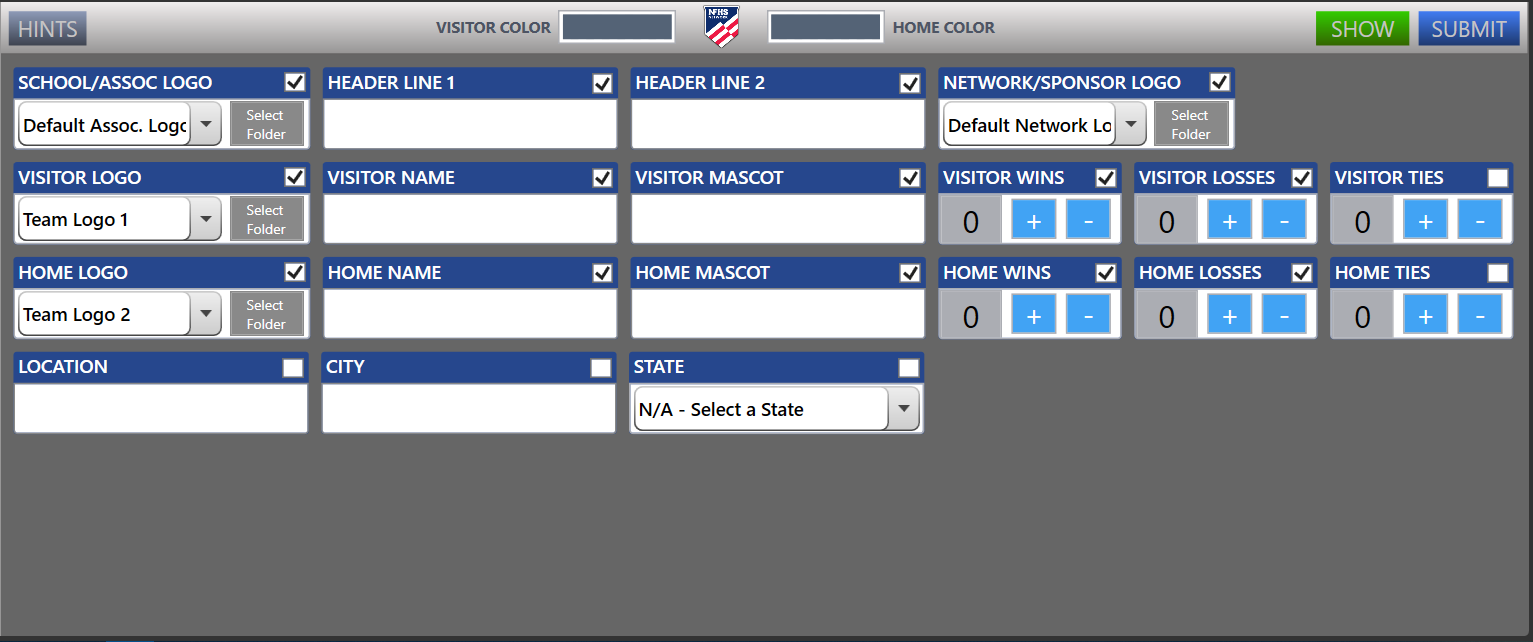 HINTS
VISITOR COLOR
NFHS
NETWORK
HOME COLOR
SHOW
SUBMIT
SCHOOL/ASSOC LOGO
HEADER LINE 1
HEADER LINE 2
NETWORK/SPONSOR LOGO
Default Assoc. Logo
Select
Folder
Default Network Lo
Select
Folder
VISITOR LOGO
VISITOR NAME
VISITOR MASCOT
VISITOR WINS
VISITOR LOSSES
VISITOR TIES
Team Logo 1
Select
Folder
0 + -
0 + -
0 + -
HOME LOGO
HOME NAME
HOME MASCOT
HOME WINS
HOME LOSSES
HOME TIES
Team Logo 2
Select
Folder
0 + -
0 + -
0 + -
LOCATION
CITY
STATE
N/A - Select a State